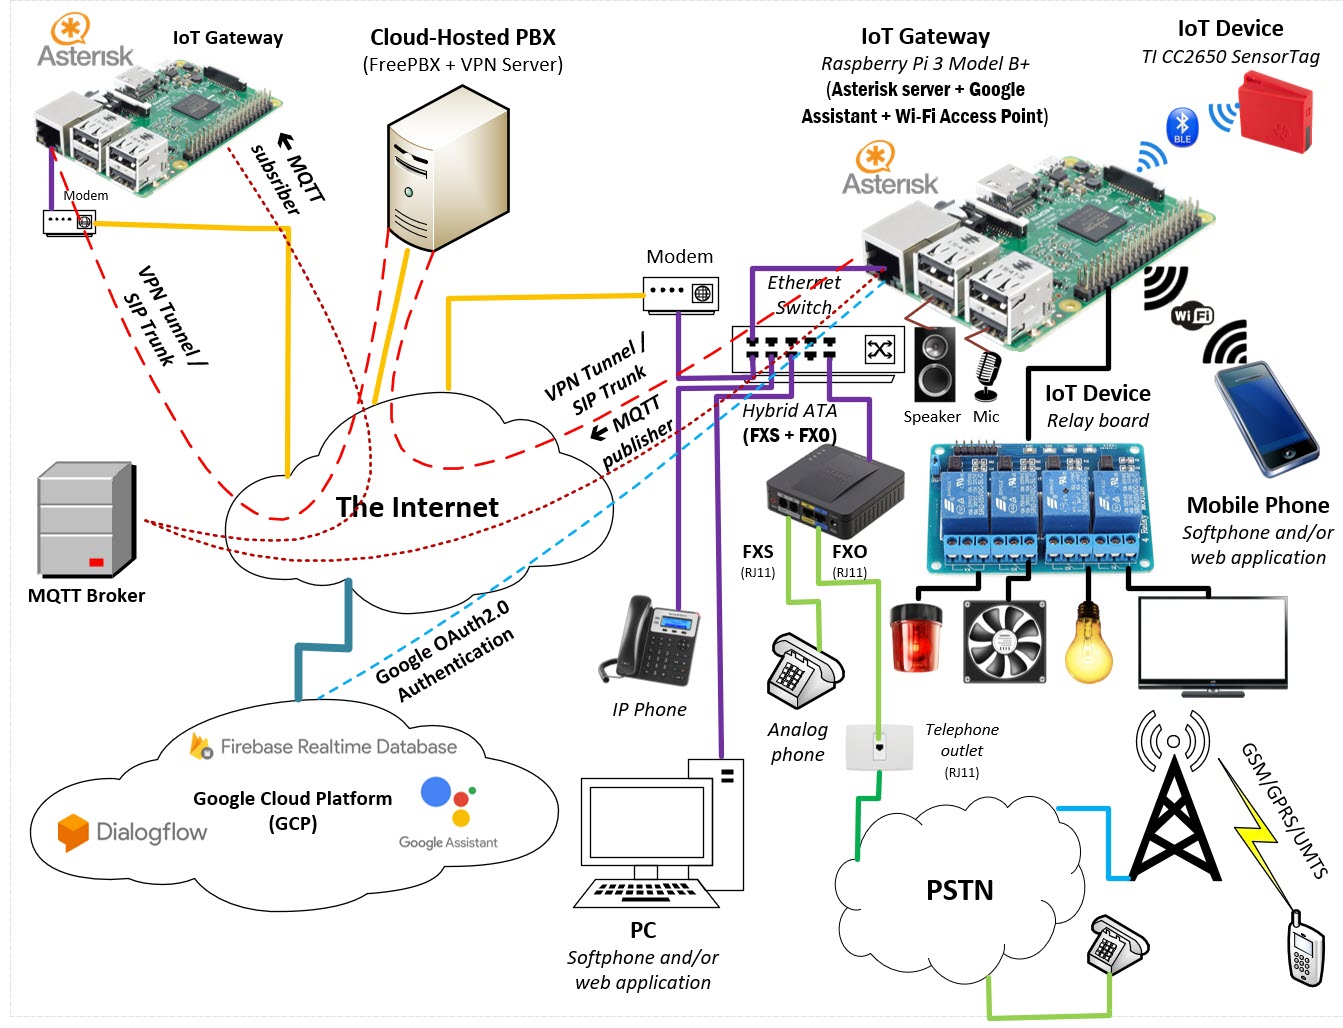 Asterisk
IoT Gateway
Cloud-Hosted PBX
(FreePBX + VPN Server)
IoT Gateway
Raspberry Pi 3 Model B+
(Asterisk server + Google
Assistant + Wi-Fi Access Point)
IoT Device
TI CC2650 SensorTag
BLE
Asterisk
🡸 MQTT
subsriber
Modem
VPN Tunnel /
SIP Trunk
Modem
Ethernet
Switch
Wi Fi
VPN Tunnel /
SIP Trunk
🡸 MQTT
publisher
Speaker
Mic
IoT Device
Relay board
Hybrid ATA
(FXS + FXO)
4 Relay Module
The Internet
MQTT Broker
FXS
(RJ11)
FXO
(RJ11)
Mobile Phone
Softphone and/or
web application
Google OAuth2.0
Authentication
IP Phone
Analog
phone
Telephone
outlet
(RJ11)
Firebase Realtime Database
Google Cloud Platform
(GCP)
Dialogflow
Google Assistant
GSM/GPRS/UMTS
PSTN
PC
Softphone and/or
web application